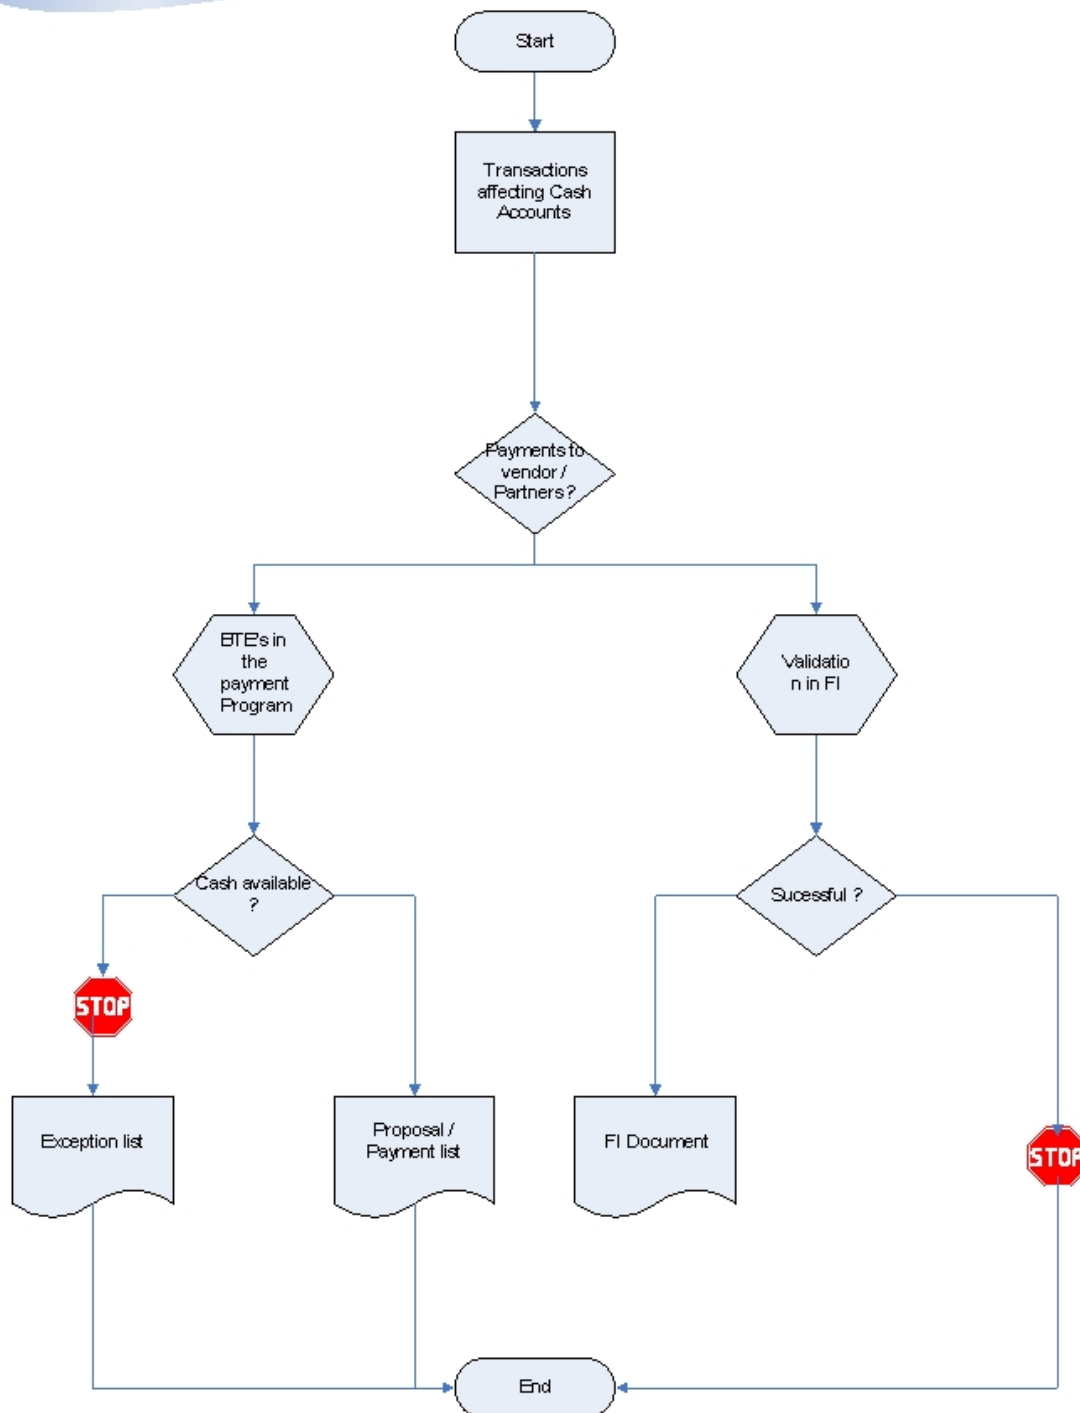 Start
Transactions
affecting Cash
Accounts
Payments to
vendor /
Partners?
BTE's in
the
payment
Program
Validatio
n in FI
Cash available
?
Sucessful ?
STOP
Exception list
Proposal /
Payment list
FI Document
STOP
End